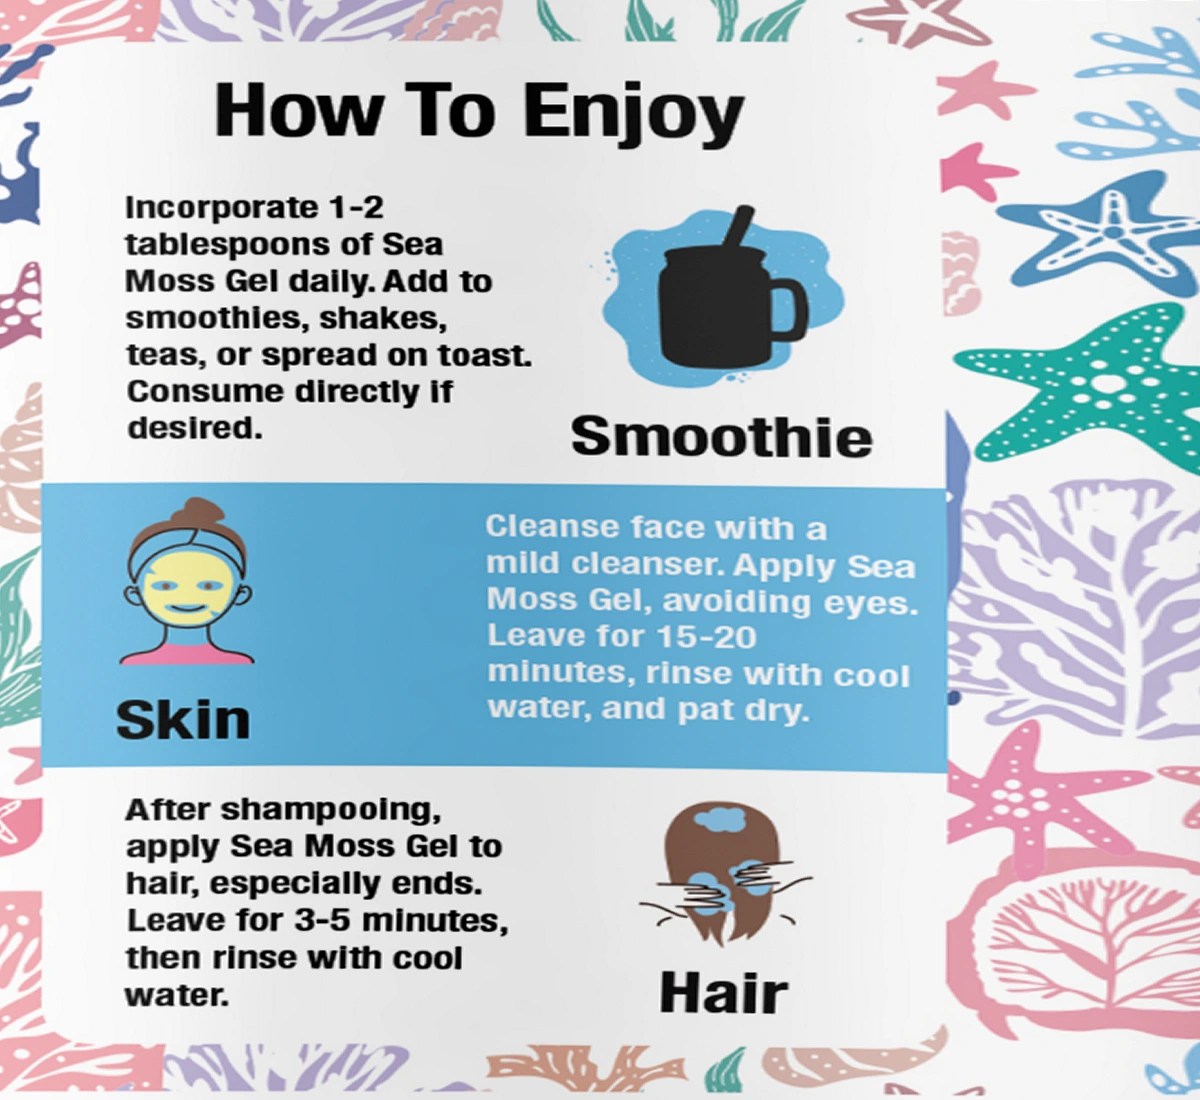 How To Enjoy
Incorporate 1-2
tablespoons of Sea
Moss Gel daily. Add to
smoothies, shakes,
teas, or spread on toast.
Consume directly if
desired.
Smoothie
Cleanse face with a
mild cleanser. Apply Sea
Moss Gel, avoiding eyes.
Leave for 15-20
minutes, rinse with cool
water, and pat dry.
Skin
After shampooing,
apply Sea Moss Gel to
hair, especially ends.
Leave for 3-5 minutes,
then rinse with cool
water.
Hair